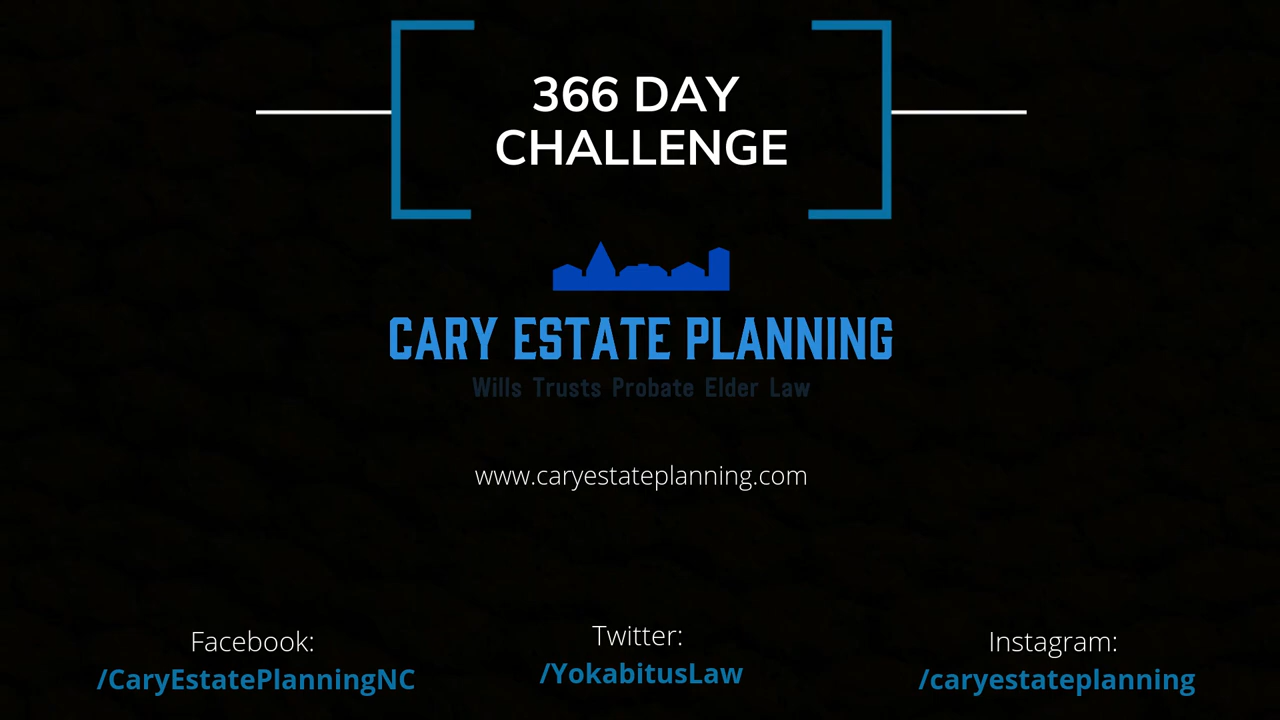 366 DAY
CHALLENGE
CARY ESTATE PLANNING
Wills Trusts Probate Elder Law
www.caryestateplanning.com
Facebook:
/CaryEstatePlanningNC
Twitter:
/YokabitusLaw
Instagram:
/caryestateplanning